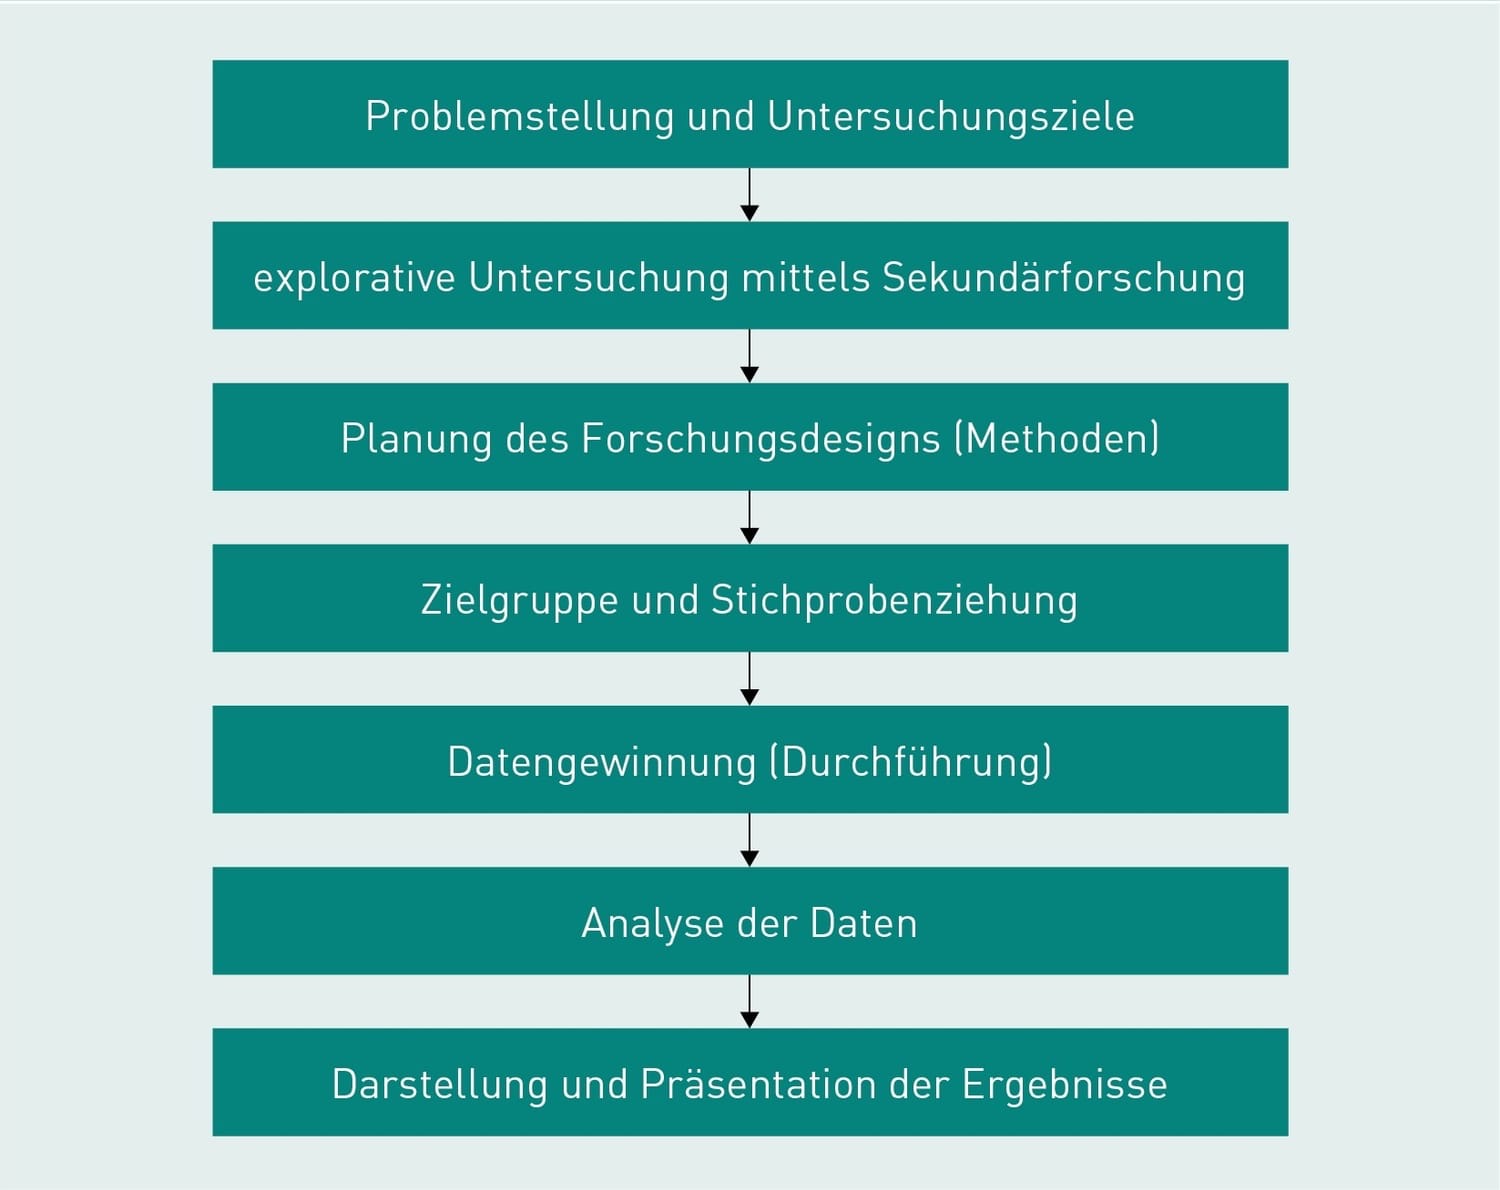 Problemstellung und Untersuchungsziele
explorative Untersuchung mittels Sekundärforschung
Planung des Forschungsdesigns (Methoden)
Zielgruppe und Stichprobenziehung
Datengewinnung (Durchführung)
Analyse der Daten
Darstellung und Präsentation der Ergebnisse